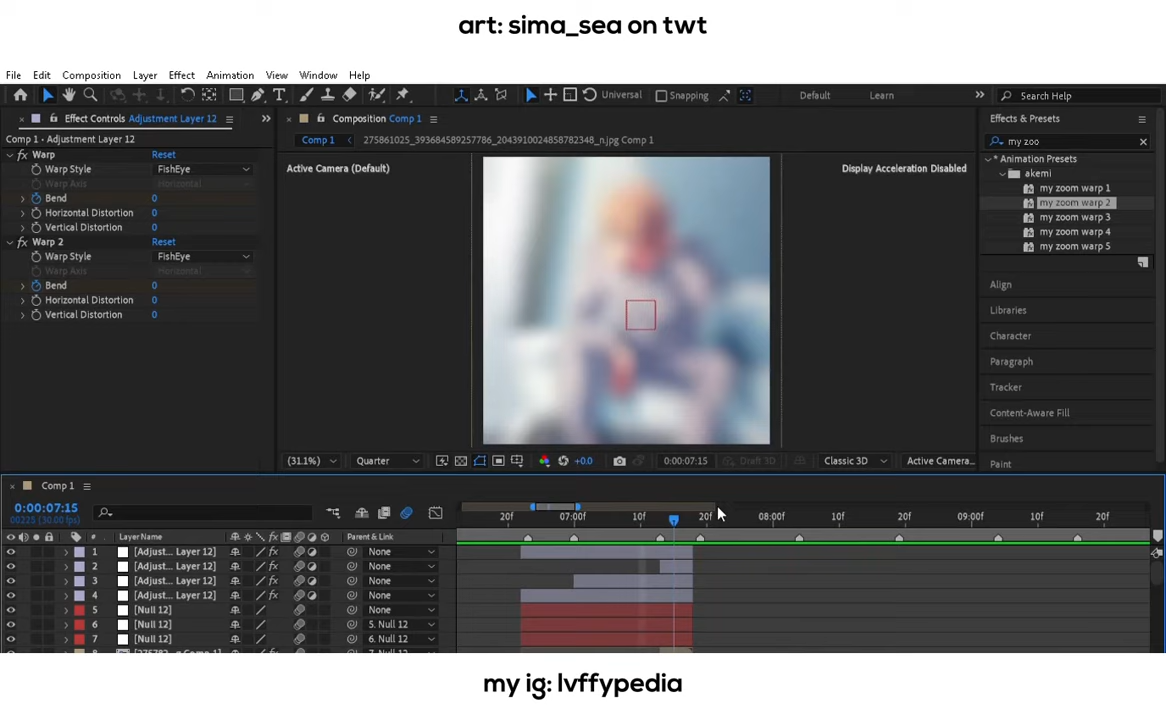 art: sima_sea on twt
File Edit Composition Layer Effect Animation View Window Help
Universal Snapping Default Learn Search Help
Effect Controls Adjustment Layer 12
Composition Comp 1
Effects & Presets
Comp 1 • Adjustment Layer 12
Comp 1
275861025_393684589257786_2043910024858782348_n.jpg Comp 1
my zoo
fx Warp Reset
Warp Style FishEye
Warp Axis Horizontal
Bend 0
Horizontal Distortion 0
Vertical Distortion 0
fx Warp 2 Reset
Warp Style FishEye
Warp Axis Horizontal
Bend 0
Horizontal Distortion 0
Vertical Distortion 0
Active Camera (Default)
Display Acceleration Disabled
* Animation Presets
akemi
my zoom warp 1
my zoom warp 2
my zoom warp 3
my zoom warp 4
my zoom warp 5
Align
Libraries
Character
Paragraph
Tracker
Content-Aware Fill
Brushes
Paint
(31.1%) Quarter +0.0 0:00:07:15 Draft 3D Classic 3D Active Camera...
Comp 1
0:00:07:15
00225 (30.00 fps)
20f 07:00f 10f 20f 08:00f 10f 20f 09:00f 10f 20f
# Layer Name Parent & Link
1 [Adjust... Layer 12] None
2 [Adjust... Layer 12] None
3 [Adjust... Layer 12] None
4 [Adjust... Layer 12] None
5 [Null 12] None
6 [Null 12] 5. Null 12
7 [Null 12] 6. Null 12
my ig: lvffypedia